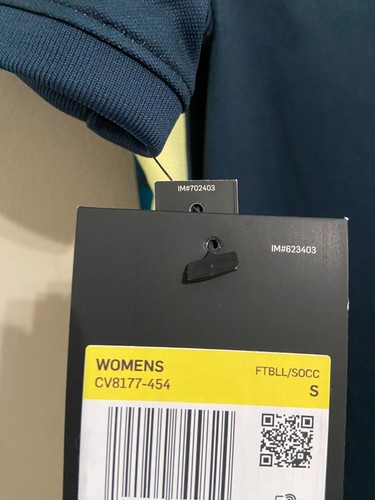 IM#702403
IM#623403
WOMENS
CV8177-454
FTBLL/SOCC
S